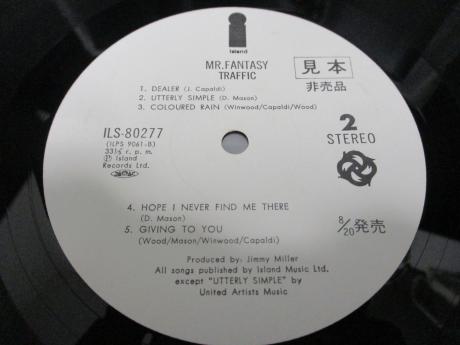 island
MR.FANTASY
TRAFFIC
見本
非売品
1. DEALER (J. Capaldi)
2. UTTERLY SIMPLE (D. Mason)
3. COLOURED RAIN (Winwood/Capaldi/Wood)
ILS-80277
(ILPS 9061-B)
33⅓ r. p. m.
Ⓟ Island
Records Ltd.
2
STEREO
4. HOPE I NEVER FIND ME THERE
(D. Mason)
5. GIVING TO YOU
(Wood/Mason/Winwood/Capaldi)
8/20発売
Produced by: Jimmy Miller
All songs published by Island Music Ltd.
except "UTTERLY SIMPLE" by
United Artists Music